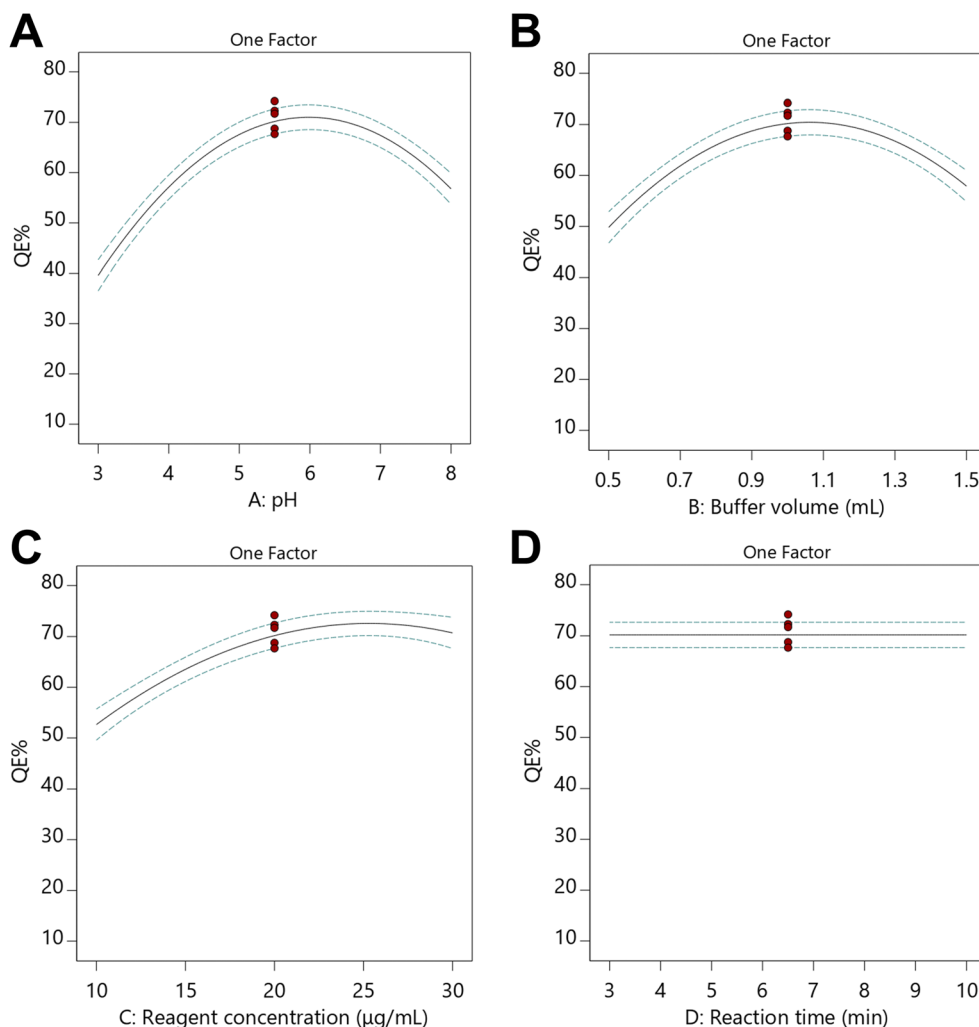 A
One Factor
QE%
80
70
60
50
40
30
20
10
3 4 5 6 7 8
A: pH
B
One Factor
QE%
80
70
60
50
40
30
20
10
0.5 0.7 0.9 1.1 1.3 1.5
B: Buffer volume (mL)
C
One Factor
QE%
80
70
60
50
40
30
20
10
10 15 20 25 30
C: Reagent concentration (µg/mL)
D
One Factor
QE%
80
70
60
50
40
30
20
10
3 4 5 6 7 8 9 10
D: Reaction time (min)